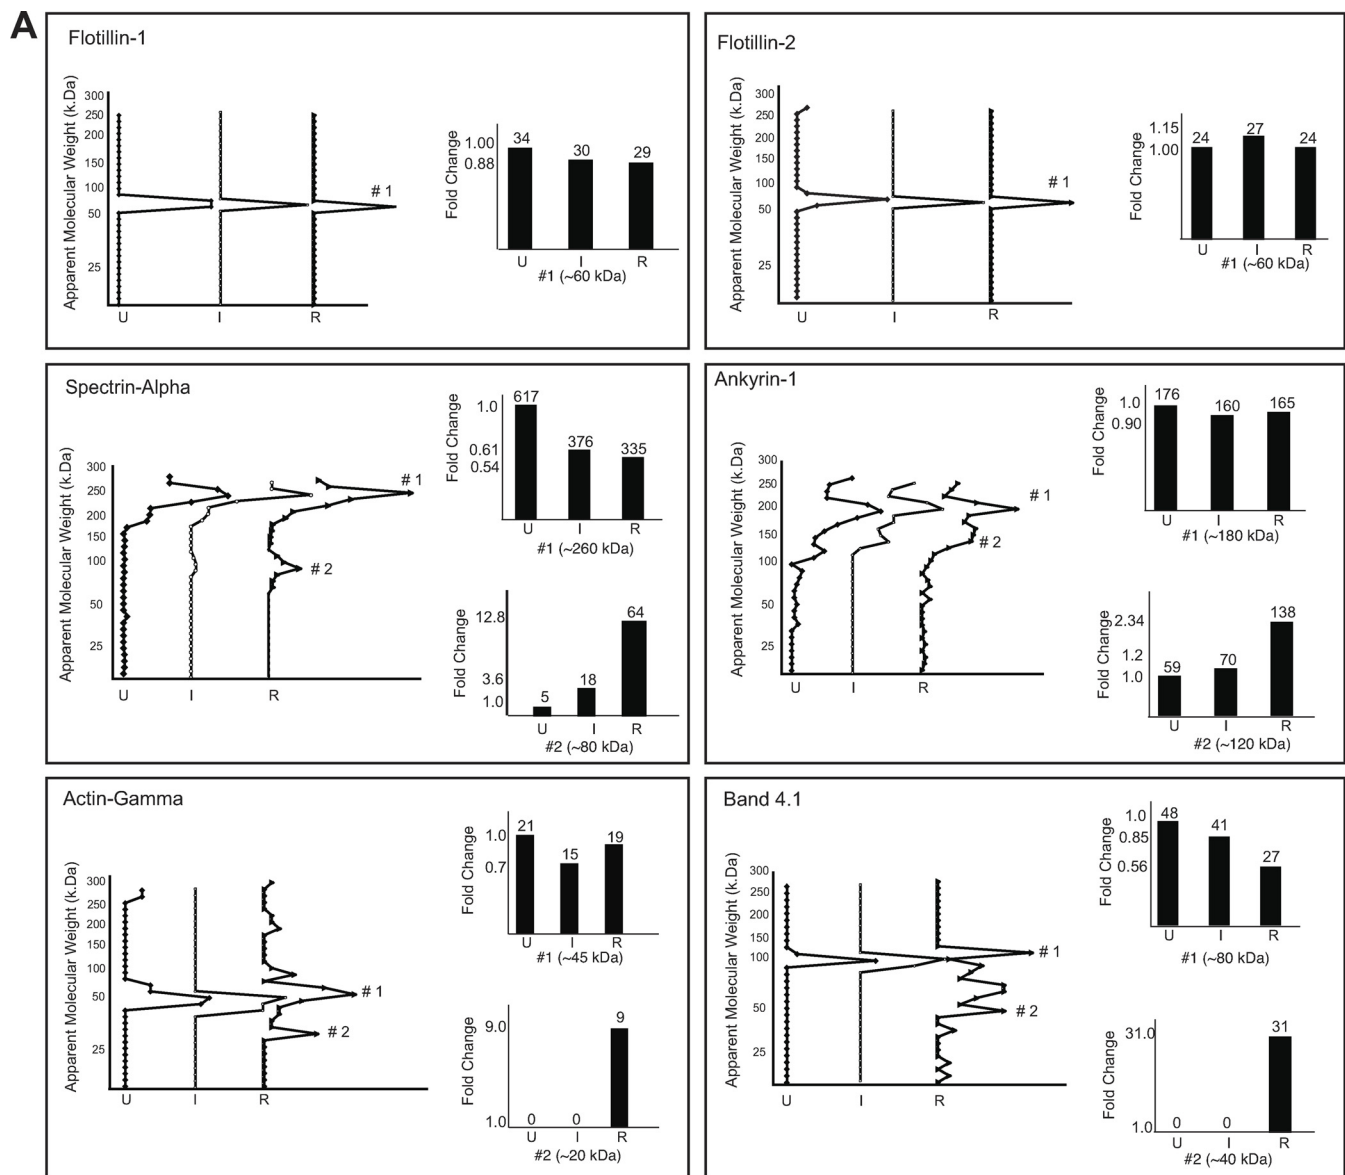 A
Flotillin-1
Apparent Molecular Weight (k.Da)
300
250
200
150
100
50
25
U I R
# 1
Fold Change
1.00
0.88
34 30 29
U I R
#1 (~60 kDa)
Flotillin-2
Apparent Molecular Weight (k.Da)
300
250
200
150
100
50
25
U I R
# 1
Fold Change
1.15
1.00
24 27 24
U I R
#1 (~60 kDa)
Spectrin-Alpha
Apparent Molecular Weight (k.Da)
300
250
200
150
100
50
25
U I R
# 1
# 2
Fold Change
1.0
0.61
0.54
617 376 335
U I R
#1 (~260 kDa)
Fold Change
12.8
3.6
1.0
5 18 64
U I R
#2 (~80 kDa)
Ankyrin-1
Apparent Molecular Weight (k.Da)
300
250
200
150
100
50
25
U I R
# 1
# 2
Fold Change
1.0
0.90
176 160 165
U I R
#1 (~180 kDa)
Fold Change
2.34
1.2
1.0
59 70 138
U I R
#2 (~120 kDa)
Actin-Gamma
Apparent Molecular Weight (k.Da)
300
250
200
150
100
50
25
U I R
# 1
# 2
Fold Change
1.0
0.7
21 15 19
U I R
#1 (~45 kDa)
Fold Change
9.0
1.0
0 0 9
U I R
#2 (~20 kDa)
Band 4.1
Apparent Molecular Weight (k.Da)
300
250
200
150
100
50
25
U I R
# 1
# 2
Fold Change
1.0
0.85
0.56
48 41 27
U I R
#1 (~80 kDa)
Fold Change
31.0
1.0
0 0 31
U I R
#2 (~40 kDa)